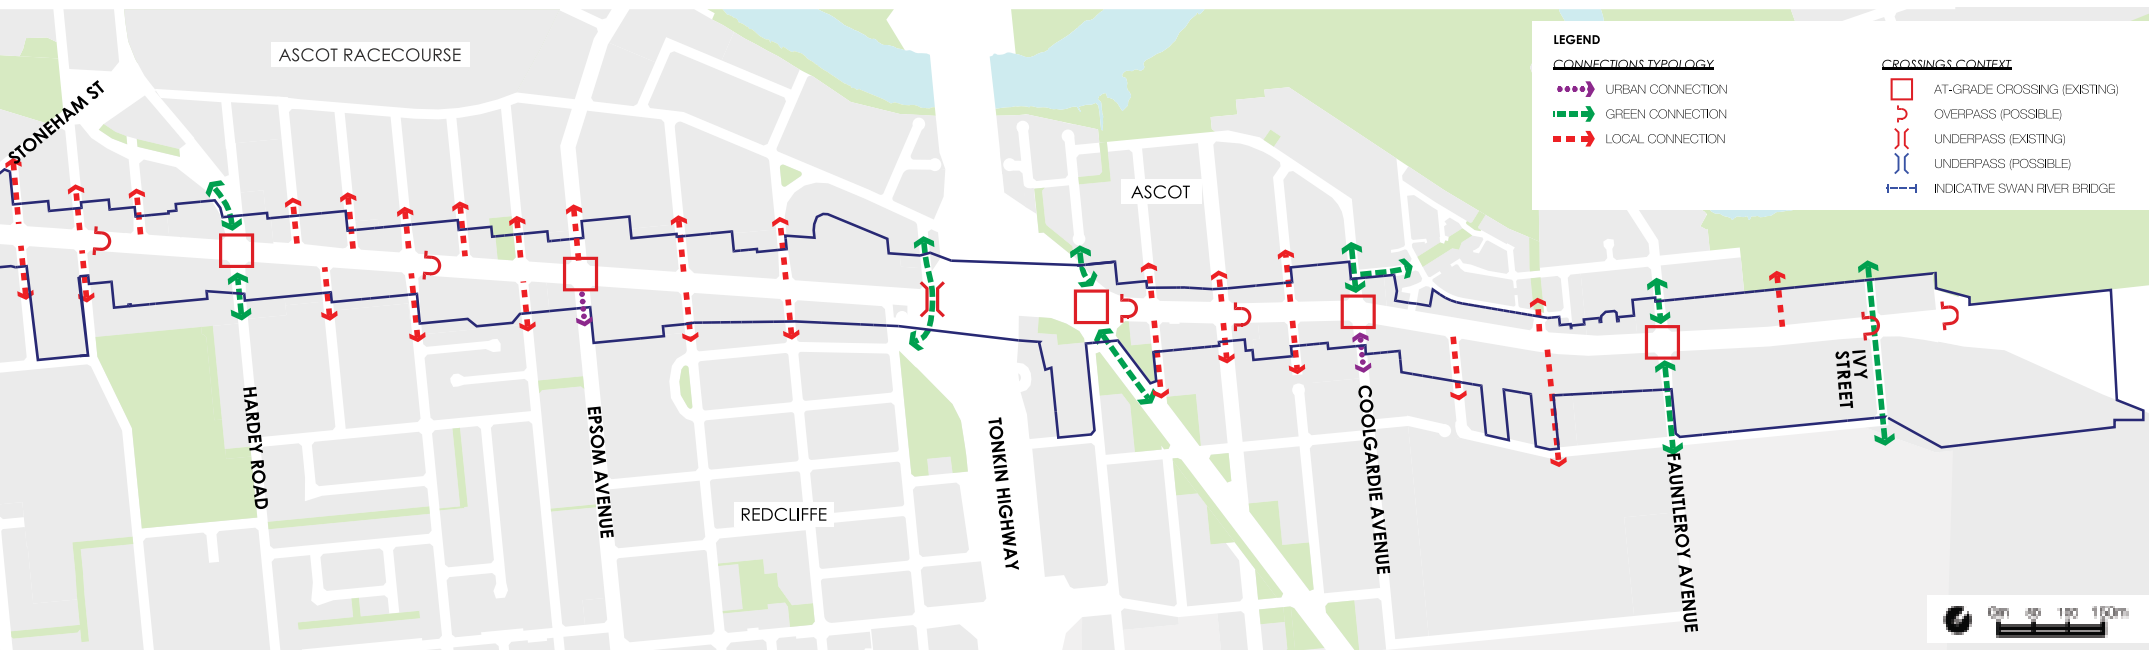 STONEHAM ST
ASCOT RACECOURSE
HARDEY ROAD
EPSOM AVENUE
REDCLIFFE
TONKIN HIGHWAY
ASCOT
COOLGARDIE AVENUE
FAUNTLEROY AVENUE
IVY
STREET
LEGEND
CONNECTIONS TYPOLOGY
URBAN CONNECTION
GREEN CONNECTION
LOCAL CONNECTION
CROSSINGS CONTEXT
AT-GRADE CROSSING (EXISTING)
OVERPASS (POSSIBLE)
UNDERPASS (EXISTING)
UNDERPASS (POSSIBLE)
INDICATIVE SWAN RIVER BRIDGE
0m 50 100 150m